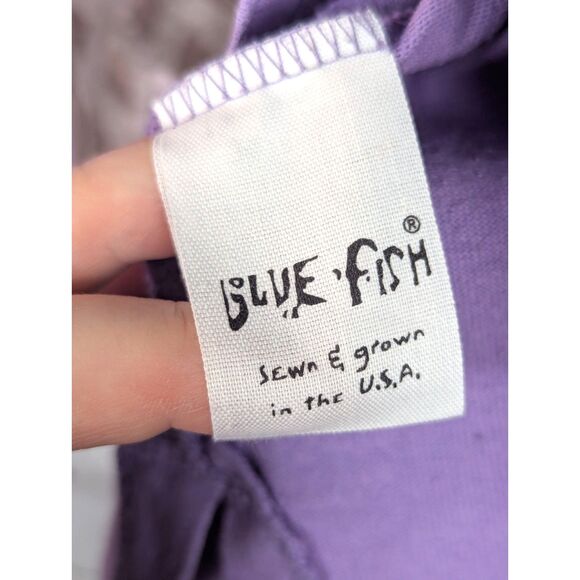 BLUE FISH®
SEwn & grown
in the U.S.A.